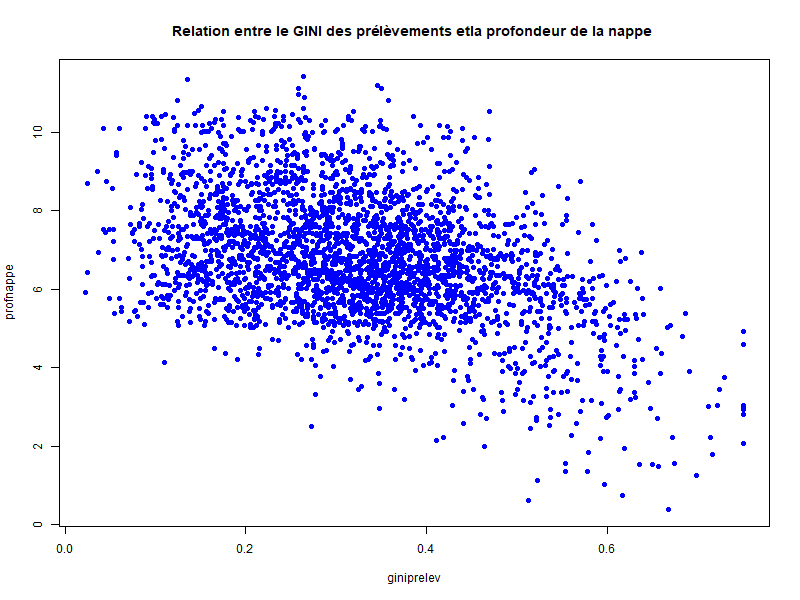 Relation entre le GINI des prélèvements etla profondeur de la nappe
profnappe
10
8
6
4
2
0
0.0 0.2 0.4 0.6
giniprelev